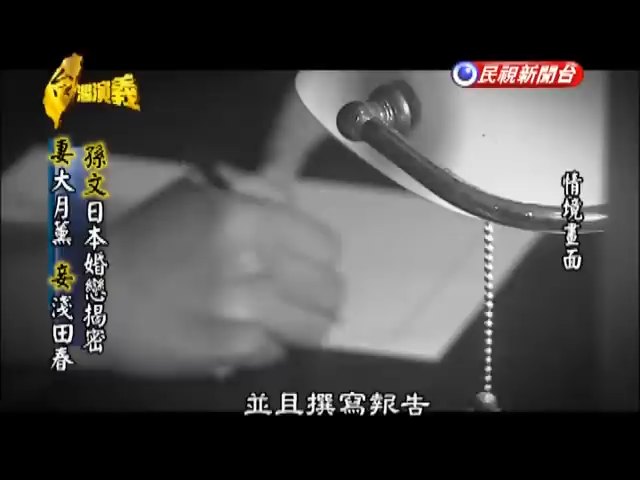 台灣演義
民視新聞台
孫文日本婚戀揭密
妻大月薰 妾淺田春
情境畫面
並且撰寫報告